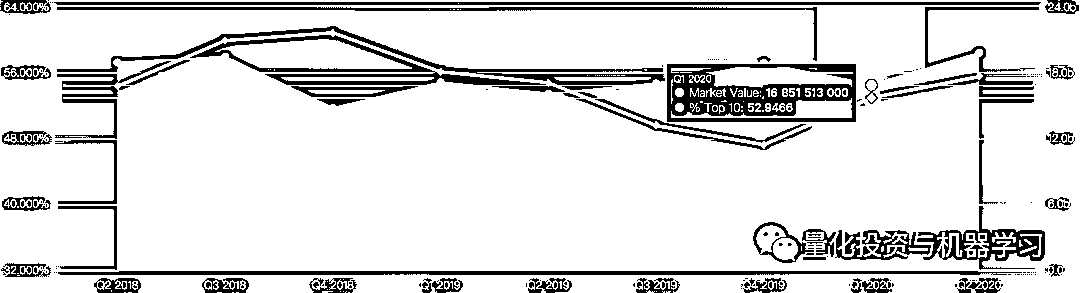 64.000%
24.0b
56.000%
18.0b
Q1 2020
Market Value: 16 851 513 000
% Top 10: 52.9466
48.000%
12.0b
40.000%
6.0b
量化投资与机器学习
32.000%
0.0
Q2 2018
Q3 2018
Q4 2018
Q1 2019
Q2 2019
Q3 2019
Q4 2019
Q1 2020
Q2 2020